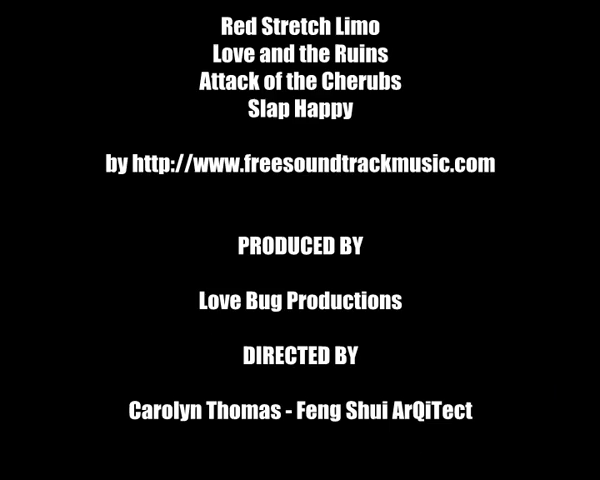 Red Stretch Limo
Love and the Ruins
Attack of the Cherubs
Slap Happy
by http://www.freesoundtrackmusic.com
PRODUCED BY
Love Bug Productions
DIRECTED BY
Carolyn Thomas - Feng Shui ArQiTect